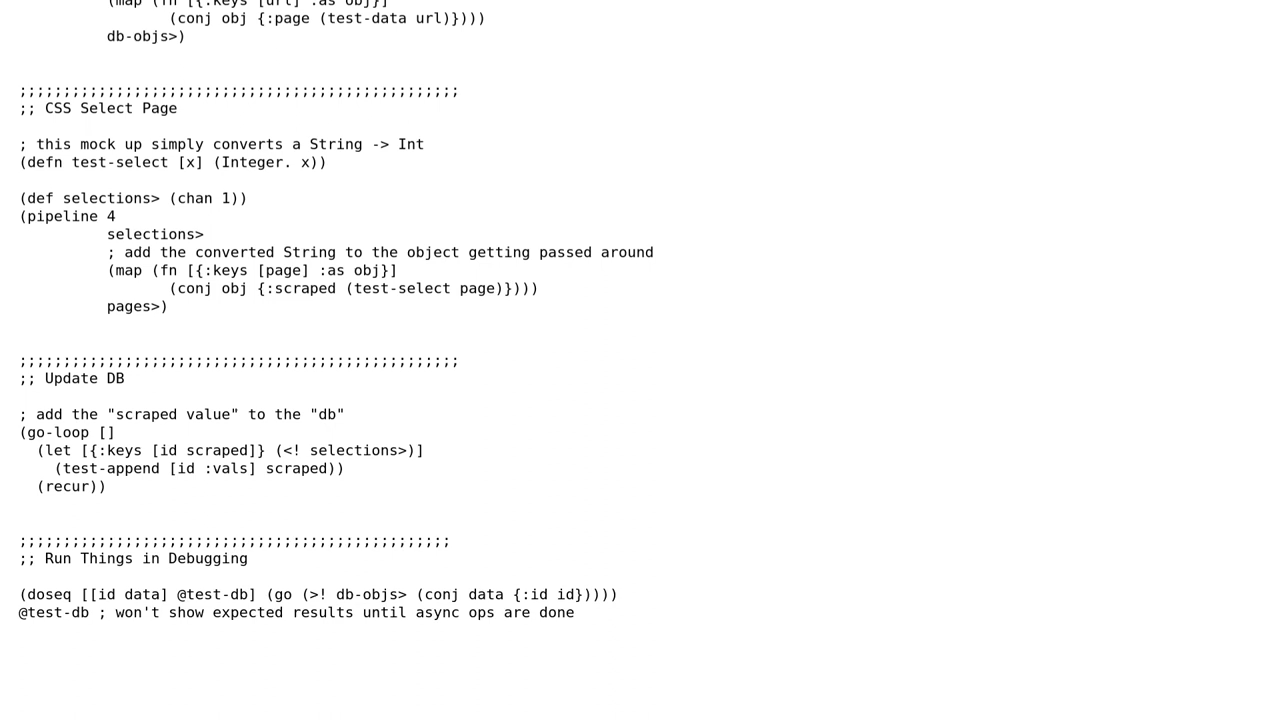 (map (fn [{:keys [url] :as obj}]
(conj obj {:page (test-data url)})))
db-objs>)
;;;;;;;;;;;;;;;;;;;;;;;;;;;;;;;;;;;;;;;;;;;;;;;;;;
;; CSS Select Page
; this mock up simply converts a String -> Int
(defn test-select [x] (Integer. x))
(def selections> (chan 1))
(pipeline 4
selections>
; add the converted String to the object getting passed around
(map (fn [{:keys [page] :as obj}]
(conj obj {:scraped (test-select page)})))
pages>)
;;;;;;;;;;;;;;;;;;;;;;;;;;;;;;;;;;;;;;;;;;;;;;;;;;
;; Update DB
; add the "scraped value" to the "db"
(go-loop []
(let [{:keys [id scraped]} (<! selections>)]
(test-append [id :vals] scraped))
(recur))
;;;;;;;;;;;;;;;;;;;;;;;;;;;;;;;;;;;;;;;;;;;;;;;;;
;; Run Things in Debugging
(doseq [[id data] @test-db] (go (>! db-objs> (conj data {:id id}))))
@test-db ; won't show expected results until async ops are done